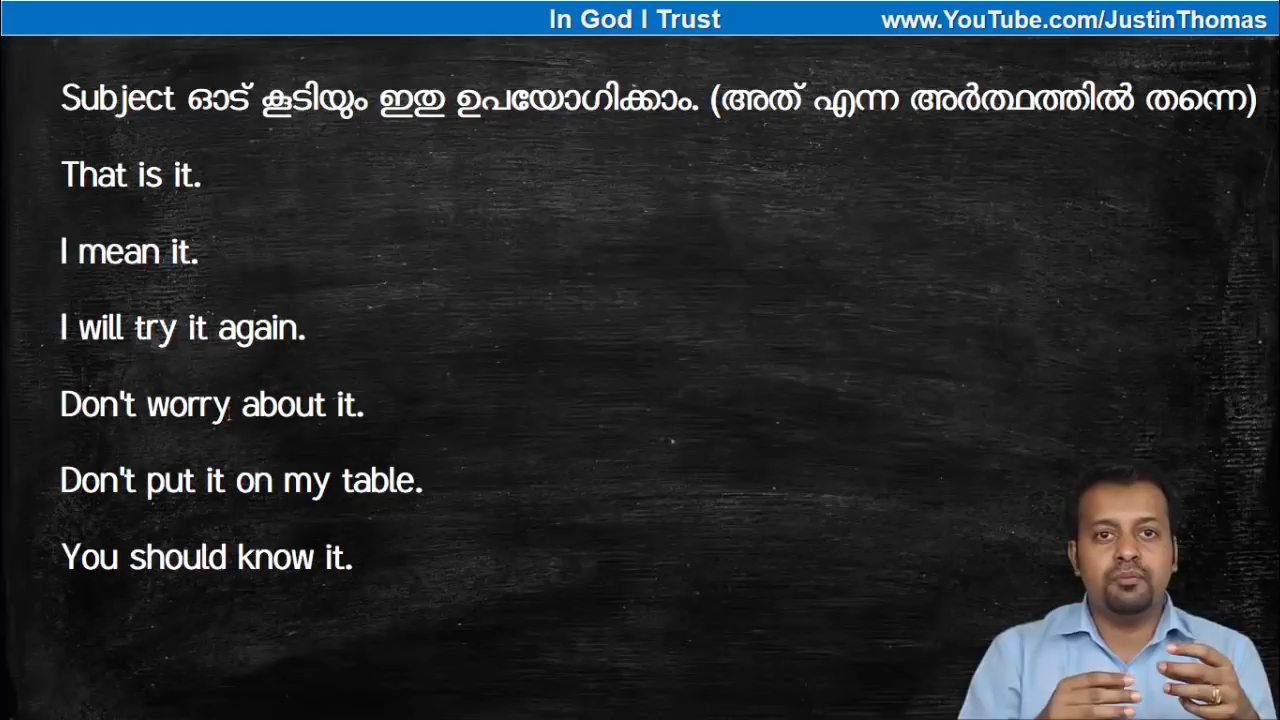 In God I Trust
www.YouTube.com/JustinThomas
Subject ഓട് കൂടിയും ഇതു ഉപയോഗിക്കാം. (അത് എന്ന അർത്ഥത്തിൽ തന്നെ)
That is it.
I mean it.
I will try it again.
Don't worry about it.
Don't put it on my table.
You should know it.